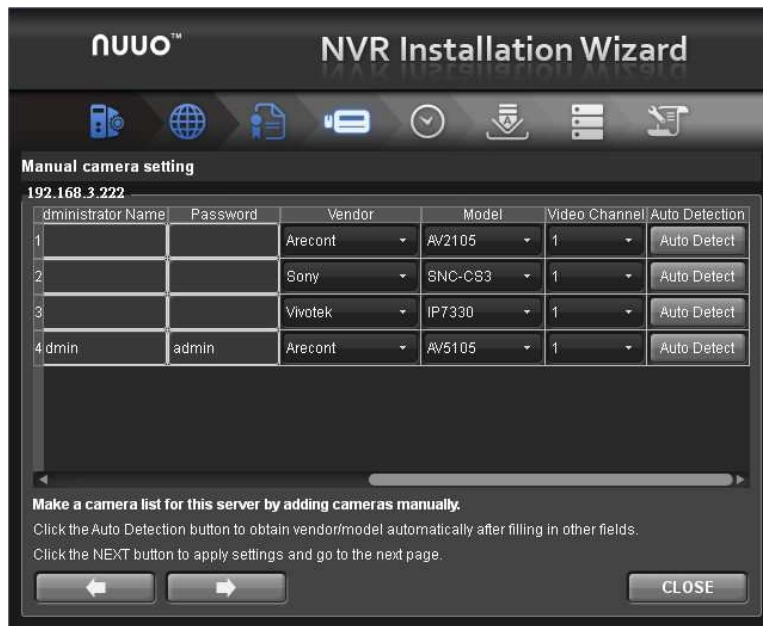 nuuo™ NVR Installation Wizard
Manual camera setting
192.168.3.222
dministrator Name Password Vendor Model Video Channel Auto Detection
1 Arecont AV2105 1 Auto Detect
2 Sony SNC-CS3 1 Auto Detect
3 Vivotek IP7330 1 Auto Detect
4 dmin admin Arecont AV5105 1 Auto Detect
Make a camera list for this server by adding cameras manually.
Click the Auto Detection button to obtain vendor/model automatically after filling in other fields.
Click the NEXT button to apply settings and go to the next page.
CLOSE